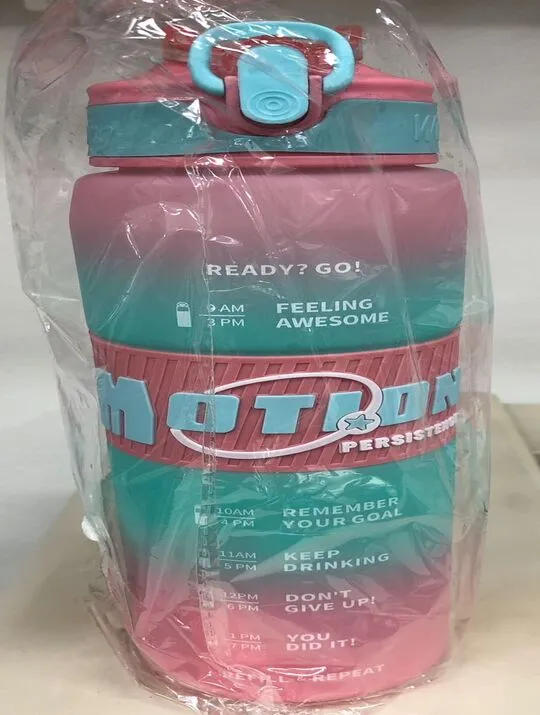 READY? GO!
9 AM FEELING
3 PM AWESOME
MOTION
PERSISTENCE
10AM REMEMBER
4 PM YOUR GOAL
11AM KEEP
5 PM DRINKING
12PM DON'T
6 PM GIVE UP!
1 PM YOU
7 PM DID IT!
REFILL & REPEAT